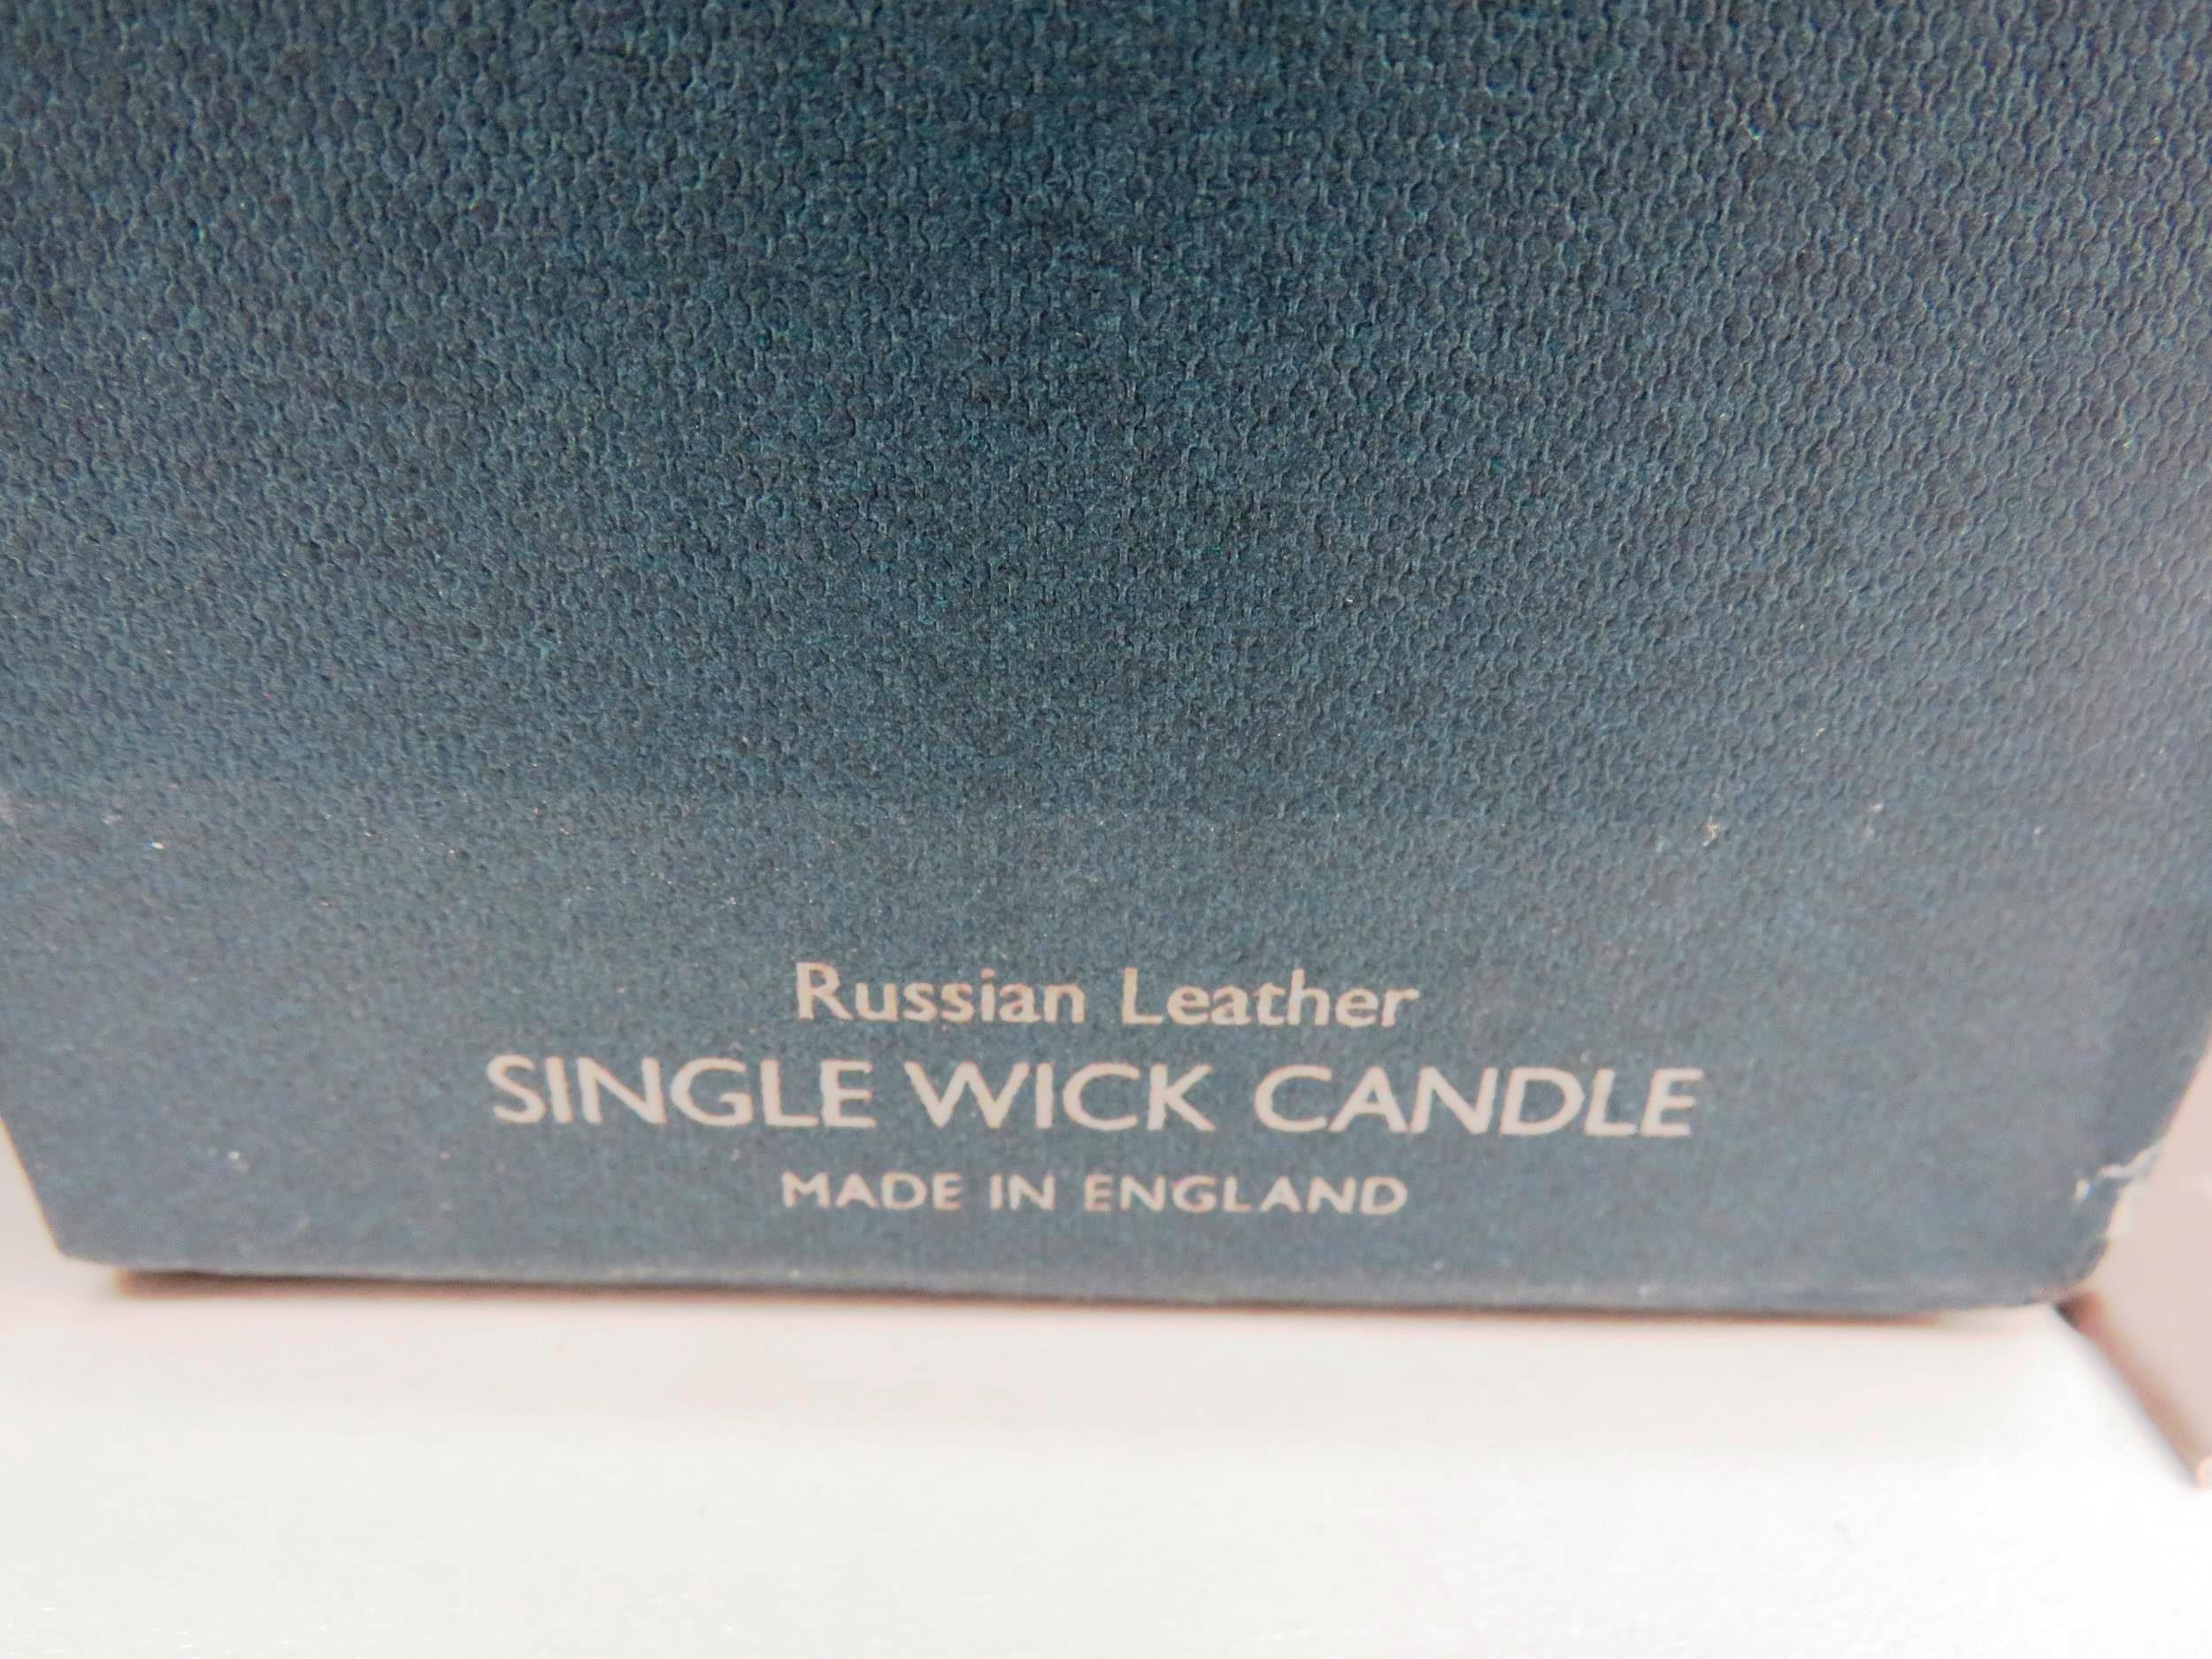 Russian Leather
SINGLE WICK CANDLE
MADE IN ENGLAND